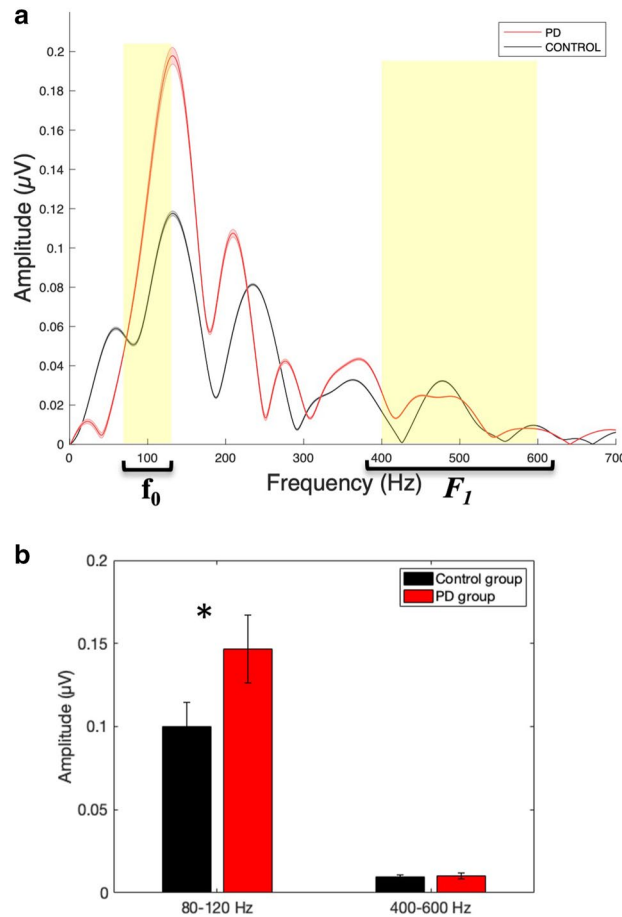 a
PD
CONTROL
0.2
0.18
0.16
0.14
0.12
0.1
0.08
0.06
0.04
0.02
0
Amplitude (µV)
0 100 200 300 400 500 600 700
f0 Frequency (Hz) F1
b
Control group
PD group
0.2
0.15
0.1
0.05
0
*
Amplitude (µV)
80-120 Hz 400-600 Hz